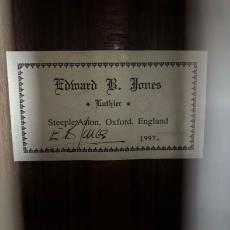 Edward B. Jones
* Luthier *
Steeple Aston, Oxford, England
E. B. Jones
1997.